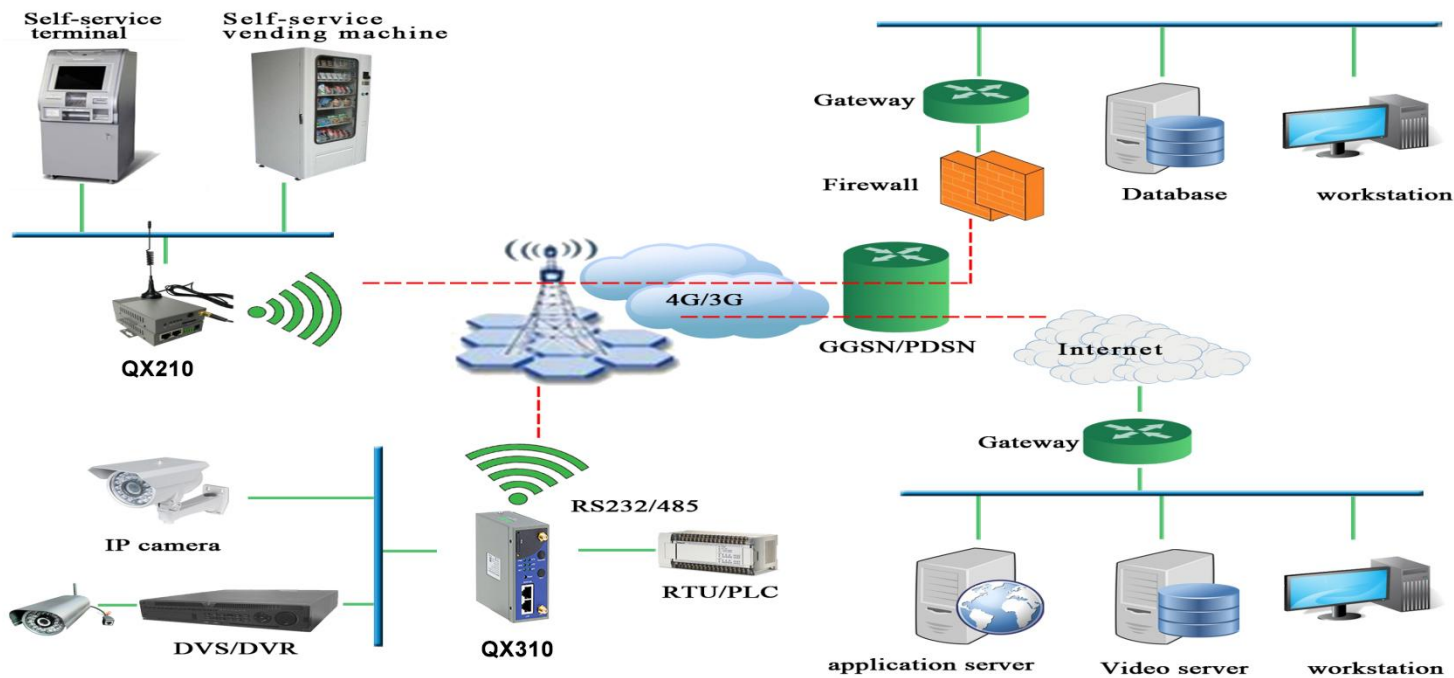 Self-service
terminal
Self-service
vending machine
Gateway
Firewall
Database
workstation
4G/3G
GGSN/PDSN
Internet
QX210
Gateway
RS232/485
IP camera
RTU/PLC
DVS/DVR
QX310
application server
Video server
workstation